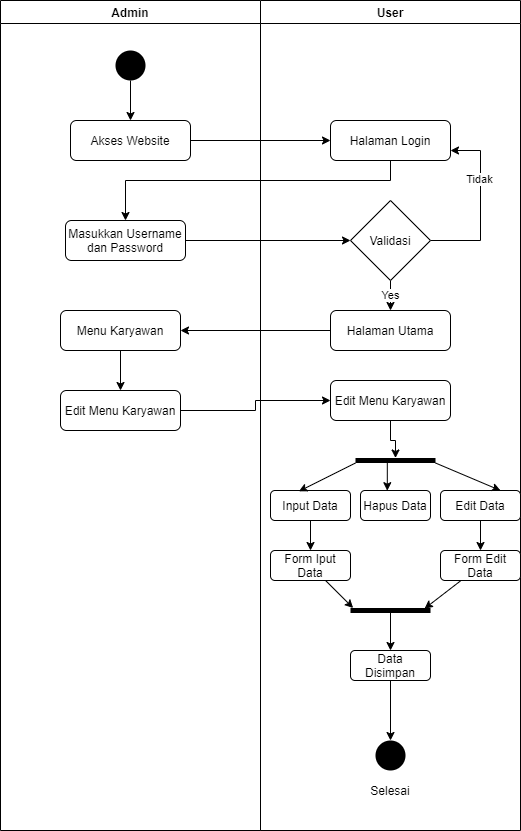 Admin
User
Akses Website
Halaman Login
Tidak
Masukkan Username
dan Password
Validasi
Yes
Menu Karyawan
Halaman Utama
Edit Menu Karyawan
Edit Menu Karyawan
Input Data
Hapus Data
Edit Data
Form Iput
Data
Form Edit
Data
Data
Disimpan
Selesai